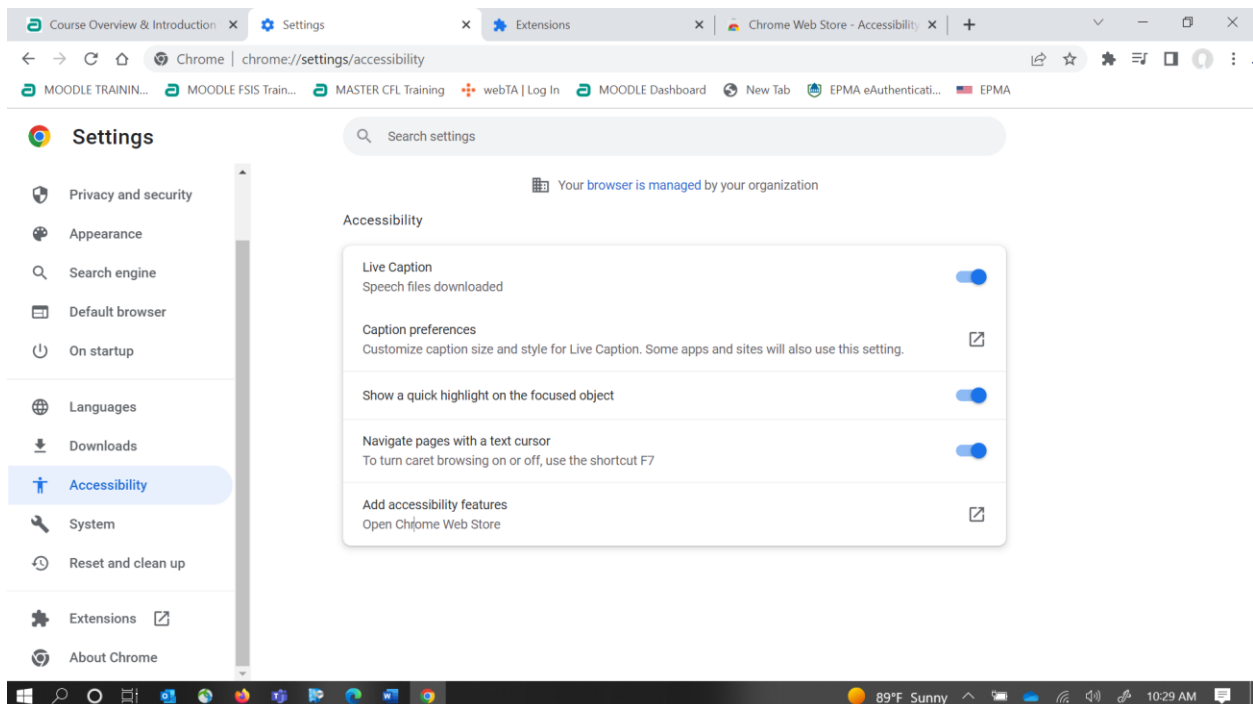 Course Overview & Introduction
Settings
Extensions
Chrome Web Store - Accessibility
Chrome | chrome://settings/accessibility
MOODLE TRAININ...
MOODLE FSIS Train...
MASTER CFL Training
webTA | Log In
MOODLE Dashboard
New Tab
EPMA eAuthenticati...
EPMA
Settings
Search settings
Privacy and security
Appearance
Search engine
Default browser
On startup
Languages
Downloads
Accessibility
System
Reset and clean up
Extensions
About Chrome
Your browser is managed by your organization
Accessibility
Live Caption
Speech files downloaded
Caption preferences
Customize caption size and style for Live Caption. Some apps and sites will also use this setting.
Show a quick highlight on the focused object
Navigate pages with a text cursor
To turn caret browsing on or off, use the shortcut F7
Add accessibility features
Open Chrome Web Store
89°F Sunny
10:29 AM